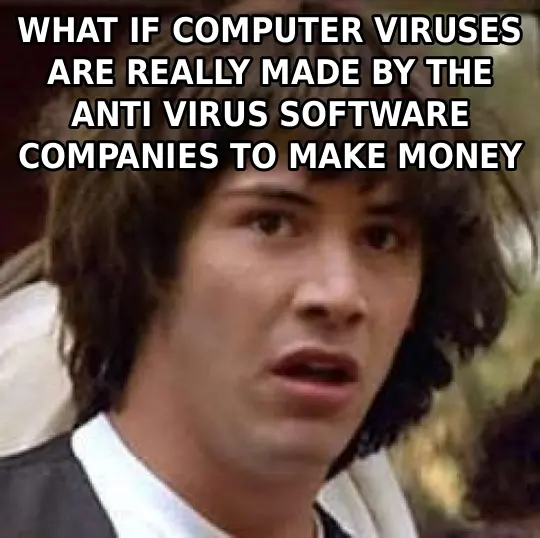 WHAT IF COMPUTER VIRUSES
ARE REALLY MADE BY THE
ANTI VIRUS SOFTWARE
COMPANIES TO MAKE MONEY